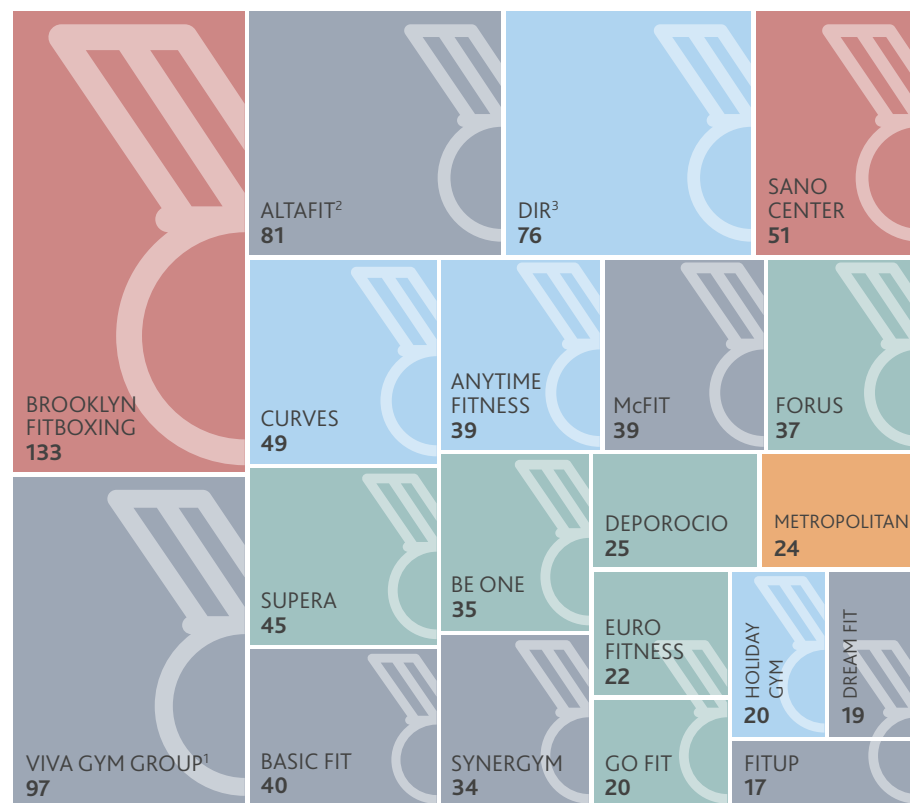 BROOKLYN
FITBOXING
133
VIVA GYM GROUP¹
97
ALTAFIT²
81
DIR³
76
SANO
CENTER
51
CURVES
49
ANYTIME
FITNESS
39
McFIT
39
FORUS
37
SUPERA
45
BE ONE
35
DEPOROCIO
25
METROPOLITAN
24
BASIC FIT
40
SYNERGYM
34
EURO
FITNESS
22
GO FIT
20
HOLIDAY
GYM
20
DREAM FIT
19
FITUP
17